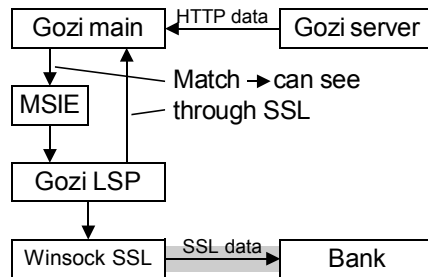 Gozi main
HTTP data
Gozi server
Match → can see
through SSL
MSIE
Gozi LSP
Winsock SSL
SSL data
Bank